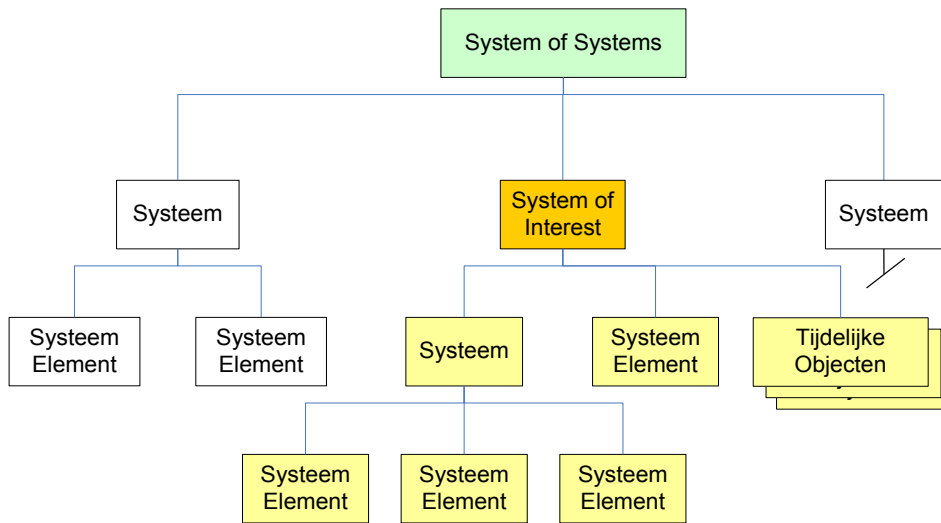 System of Systems
Systeem
System of
Interest
Systeem
Systeem
Element
Systeem
Element
Systeem
Systeem
Element
Tijdelijke
Objecten
Systeem
Element
Systeem
Element
Systeem
Element